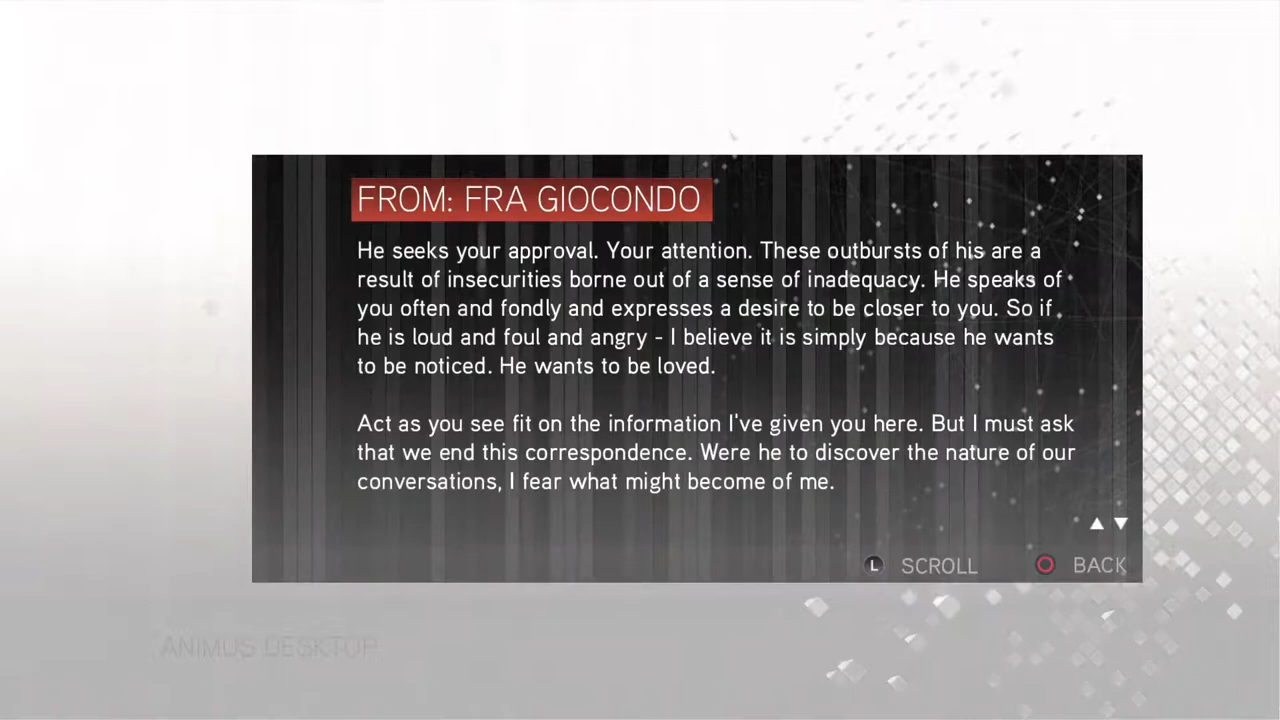 FROM: FRA GIOCONDO
He seeks your approval. Your attention. These outbursts of his are a
result of insecurities borne out of a sense of inadequacy. He speaks of
you often and fondly and expresses a desire to be closer to you. So if
he is loud and foul and angry - I believe it is simply because he wants
to be noticed. He wants to be loved.
Act as you see fit on the information I've given you here. But I must ask
that we end this correspondence. Were he to discover the nature of our
conversations, I fear what might become of me.
L SCROLL BACK
ANIMUS DESKTOP